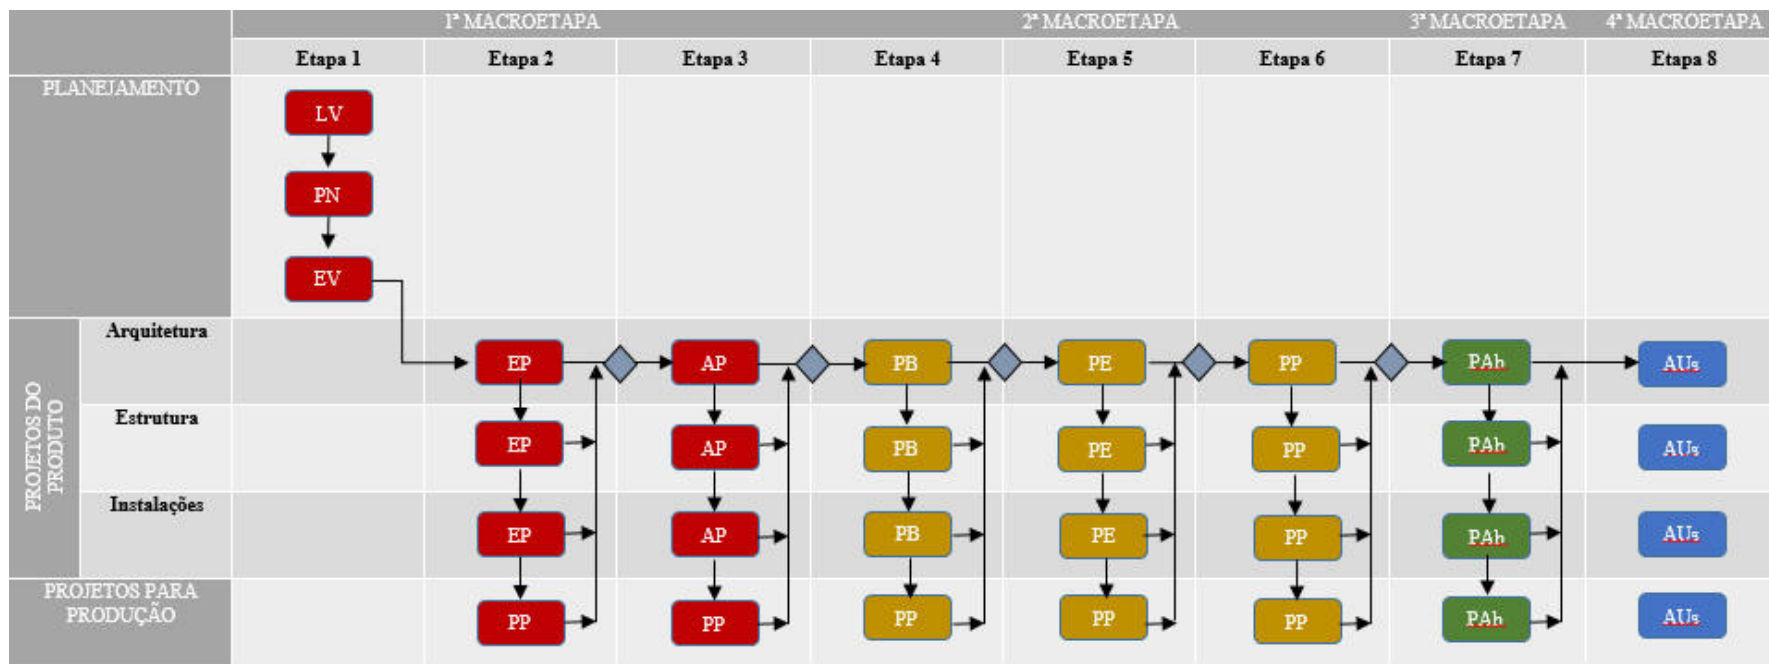 1ª MACROETAPA 2ª MACROETAPA 3ª MACROETAPA 4ª MACROETAPA
Etapa 1 Etapa 2 Etapa 3 Etapa 4 Etapa 5 Etapa 6 Etapa 7 Etapa 8
PLANEJAMENTO
LV
PN
EV
PROJETOS DO
PRODUTO
Arquitetura
EP AP PB PE PP PAh AUs
Estrutura
EP AP PB PE PP PAh AUs
Instalações
EP AP PB PE PP PAh AUs
PROJETOS PARA
PRODUÇÃO
PP PP PP PP PP PAh AUs